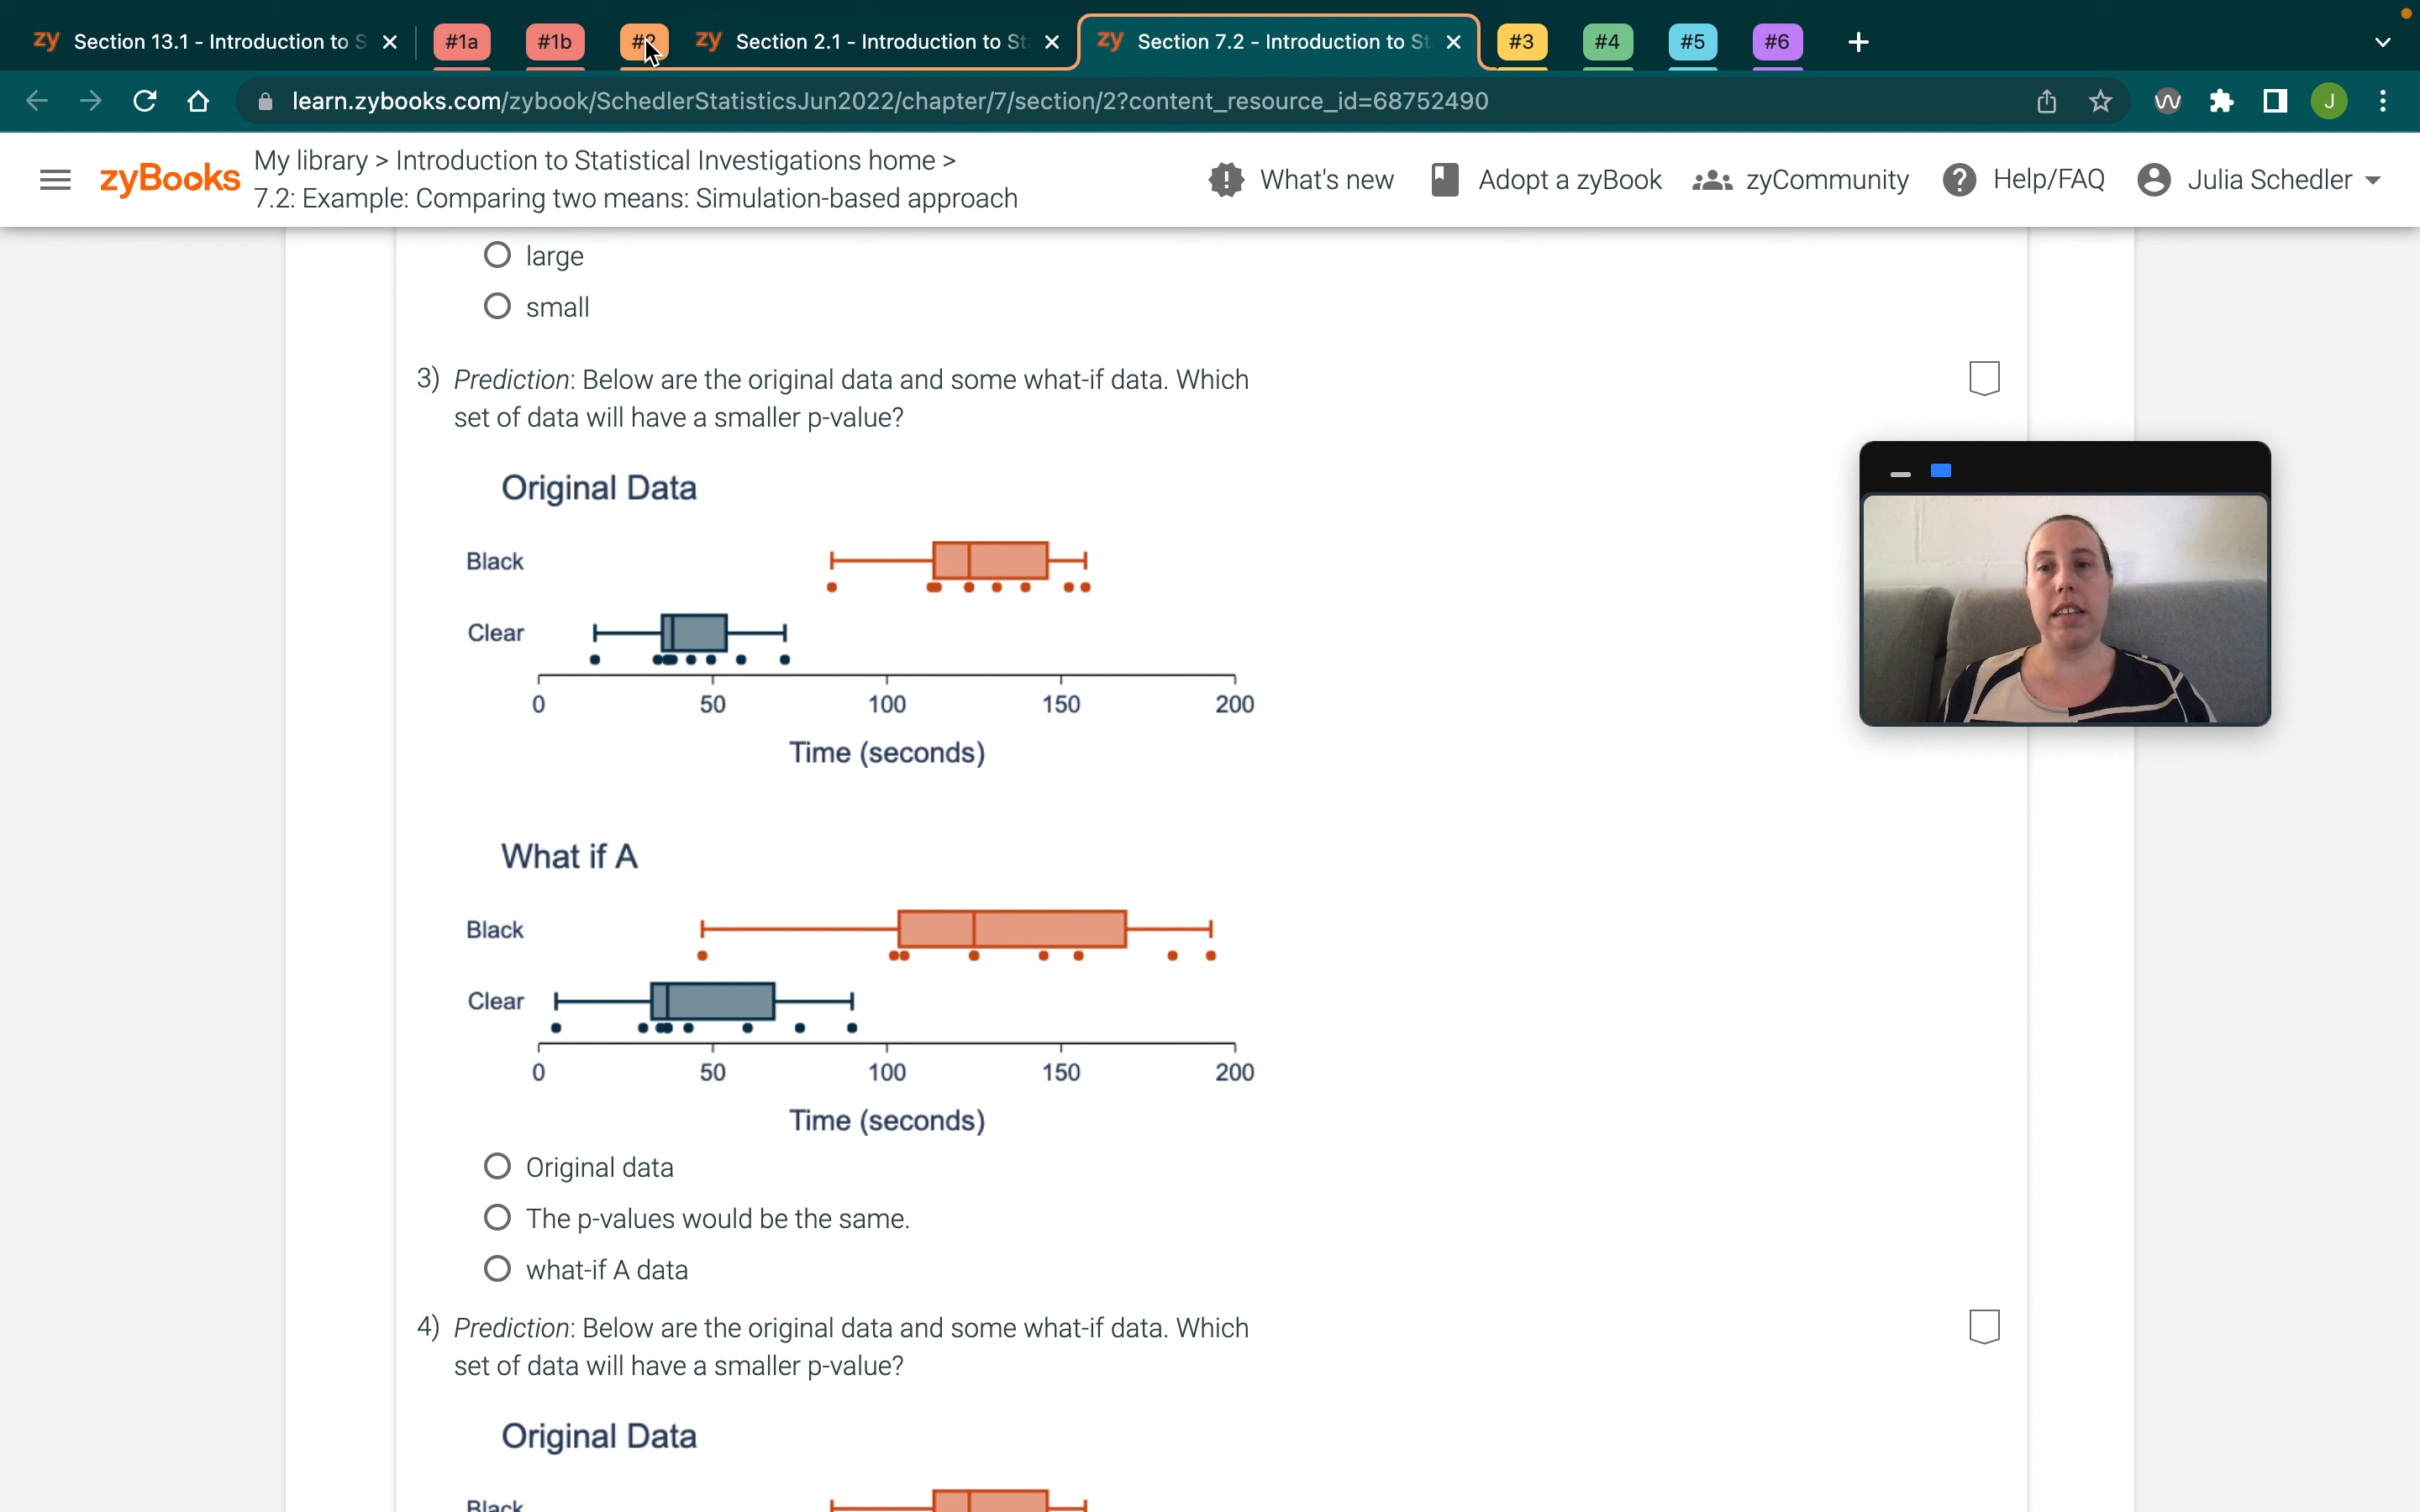 zy Section 13.1 - Introduction to S #1a #1b #2 zy Section 2.1 - Introduction to St zy Section 7.2 - Introduction to St #3 #4 #5 #6
learn.zybooks.com/zybook/SchedlerStatisticsJun2022/chapter/7/section/2?content_resource_id=68752490 J
My library > Introduction to Statistical Investigations home >
zyBooks What's new Adopt a zyBook zyCommunity Help/FAQ Julia Schedler
7.2: Example: Comparing two means: Simulation-based approach
large
small
3) Prediction: Below are the original data and some what-if data. Which
set of data will have a smaller p-value?
Original Data
Black
Clear
0 50 100 150 200
Time (seconds)
What if A
Black
Clear
0 50 100 150 200
Time (seconds)
Original data
The p-values would be the same.
what-if A data
4) Prediction: Below are the original data and some what-if data. Which
set of data will have a smaller p-value?
Original Data
Black